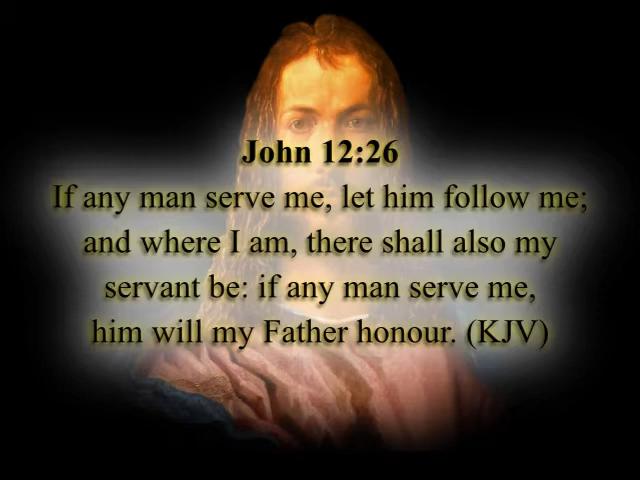 John 12:26
If any man serve me, let him follow me;
and where I am, there shall also my
servant be: if any man serve me,
him will my Father honour. (KJV)